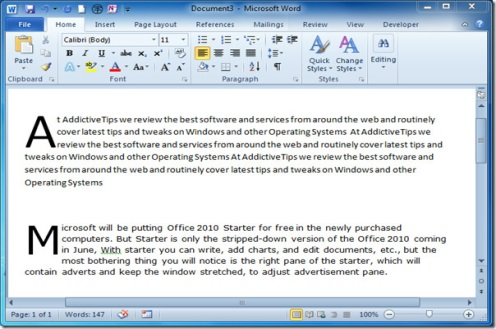 Document3 - Microsoft Word
File Home Insert Page Layout References Mailings Review View Developer
Calibri (Body) 11
Paste
Quick Styles
Change Styles
Editing
Clipboard Font Paragraph Styles
At AddictiveTips we review the best software and services from around the web and routinely
cover latest tips and tweaks on Windows and other Operating Systems At AddictiveTips we
review the best software and services from around the web and routinely cover latest tips and
tweaks on Windows and other Operating Systems At AddictiveTips we review the best software and
services from around the web and routinely cover latest tips and tweaks on Windows and other
Operating Systems
Microsoft will be putting Office 2010 Starter for free in the newly purchased
computers. But Starter is only the stripped-down version of the Office 2010 coming
in June, With starter you can write, add charts, and edit documents, etc., but the
most bothering thing you will notice is the right pane of the starter, which will
contain adverts and keep the window stretched, to adjust advertisement pane.
Page: 1 of 1 Words: 147 100%